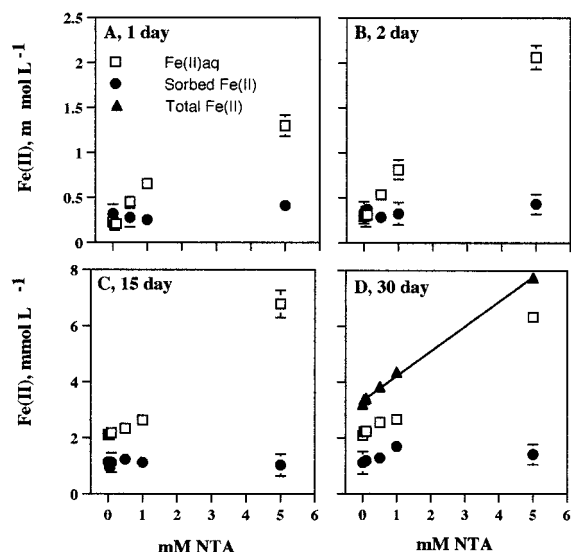 A, 1 day
B, 2 day
Fe(II)aq
Sorbed Fe(II)
Total Fe(II)
2.5
2
1.5
1
0.5
0
Fe(II), m mol L -1
C, 15 day
D, 30 day
8
6
4
2
0
Fe(II), mmol L -1
0 1 2 3 4 5 6
0 1 2 3 4 5 6
mM NTA
mM NTA